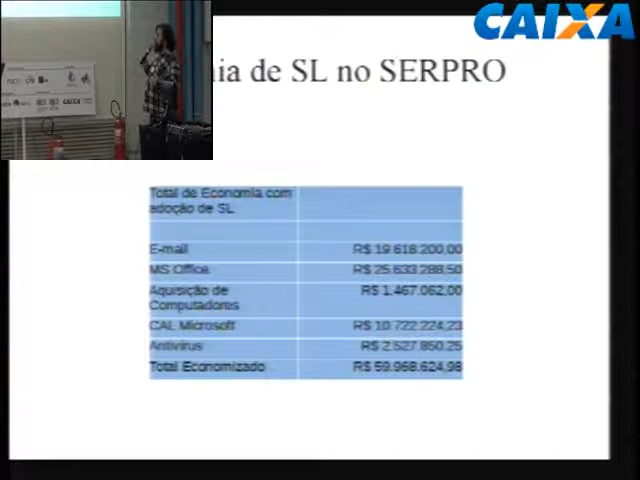 CAIXA
ia de SL no SERPRO
Total de Economia com
adoção de SL
E-mail R$ 19.618.200,00
MS Office R$ 25.633.288,50
Aquisição de
Computadores R$ 1.467.062,00
CAL Microsoft R$ 10.722.224,23
Antivírus R$ 2.527.850,25
Total Economizado R$ 59.968.624,98
CAIXA